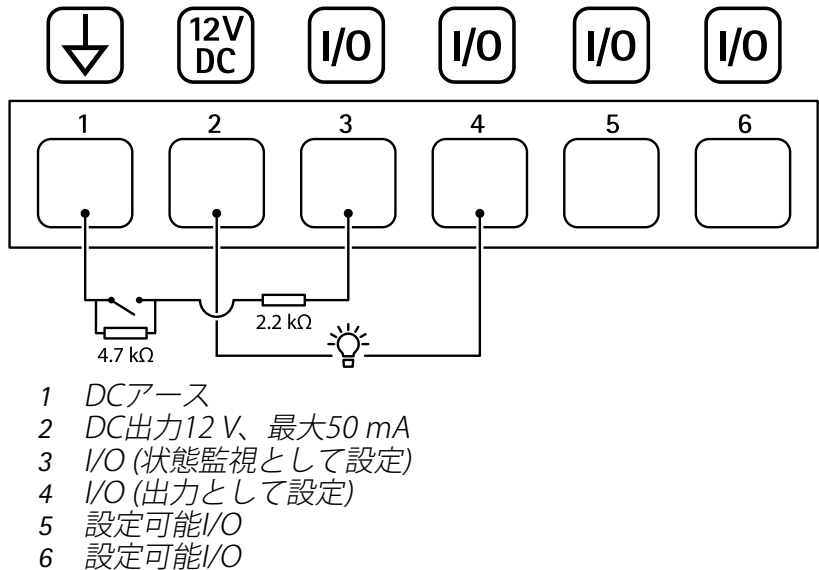 12V
DC
I/O
I/O
I/O
I/O
1
2
3
4
5
6
2.2 kΩ
4.7 kΩ
1 DCアース
2 DC出力12 V、最大50 mA
3 I/O (状態監視として設定)
4 I/O (出力として設定)
5 設定可能I/O
6 設定可能I/O